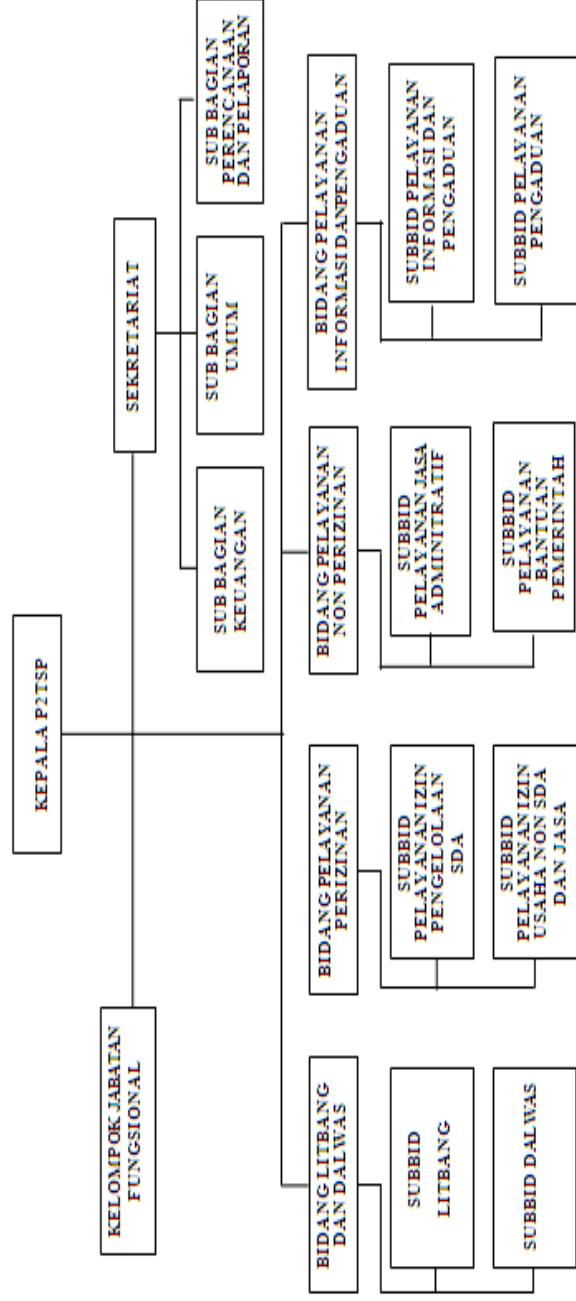 KEPALA P2TSP
KELOMPOK JABATAN
FUNGSIONAL
SEKRETARIAT
SUB BAGIAN
KEUANGAN
SUB BAGIAN
UMUM
SUB BAGIAN
PERENCANAAN
DAN PELAPORAN
BIDANG LITBANG
DAN DALWAS
BIDANG PELAYANAN
PERIZINAN
BIDANG PELAYANAN
NON PERIZINAN
BIDANG PELAYANAN
INFORMASI DANPENGADUAN
SUBBID
LITBANG
SUBBID
PELAYANAN IZIN
PENGELOLAAN
SDA
SUBBID
PELAYANAN JASA
ADMINITRATIF
SUBBID PELAYANAN
INFORMASI DAN
PENGADUAN
SUBBID DALWAS
SUBBID
PELAYANAN IZIN
USAHA NON SDA
DAN JASA
SUBBID
PELAYANAN
BANTUAN
PEMERINTAH
SUBBID PELAYANAN
PENGADUAN